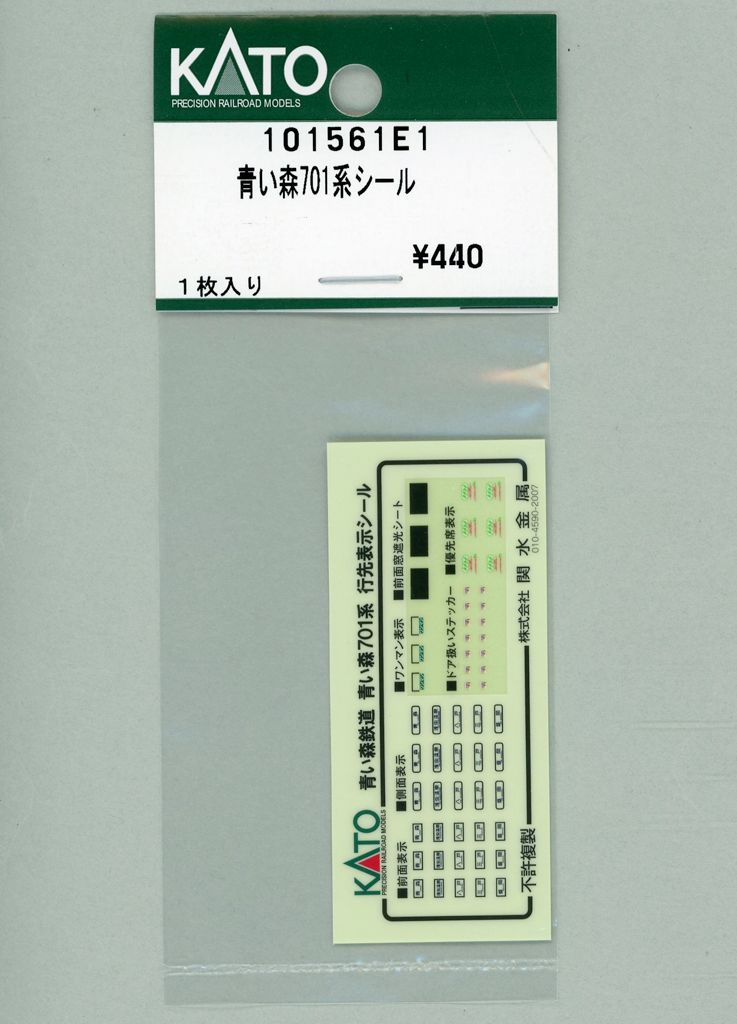 KATO
PRECISION RAILROAD MODELS
101561E1
青い森701系シール
¥440
1枚入り
KATO
PRECISION RAILROAD MODELS
青い森鉄道 青い森701系 行先表示シール
■前面表示
■側面表示
■ワンマン表示
■前面窓遮光シート
■ドア扱いステッカー
■優先席表示
不許複製
株式会社 関水金属
010-4590-2007